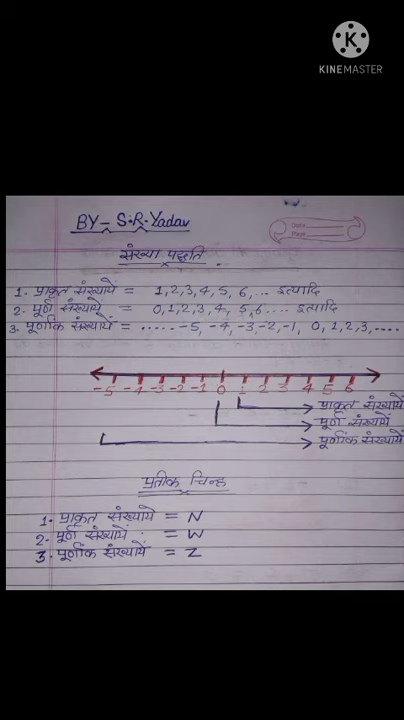 KINEMASTER
BY - S.R.Yadav
Date
Page
संख्या पद्धति
1. प्राकृत संख्यायें = 1,2,3,4,5, 6,... इत्यादि
2. पूर्ण संख्यायें = 0,1,2,3,4, 5,6.... इत्यादि
3. पूर्णांक संख्यायें = ..... -5, -4, -3,-2,-1, 0, 1,2,3,.....
-5 -4 -3 -2 -1 0 1 2 3 4 5 6
प्राकृत संख्यायें
पूर्ण संख्यायें
पूर्णांक संख्यायें
प्रतीक चिन्ह
1. प्राकृत संख्यायें = N
2. पूर्ण संख्यायें = W
3. पूर्णांक संख्यायें = Z